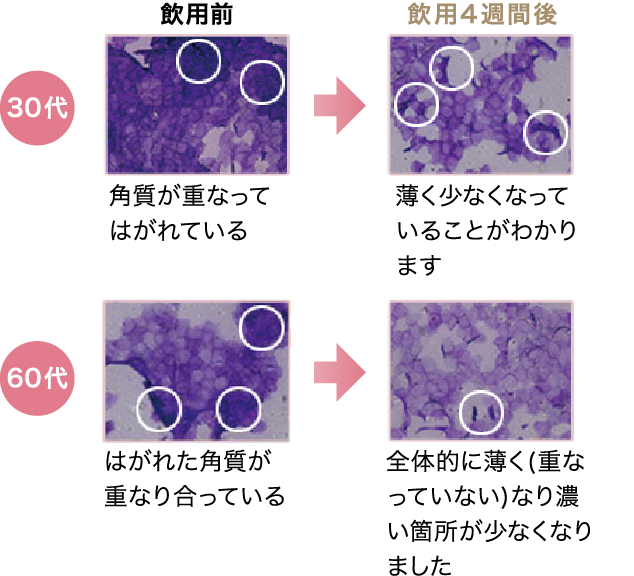 飲用前
飲用4週間後
30代
角質が重なって
はがれている
薄く少なくなって
いることがわかり
ます
60代
はがれた角質が
重なり合っている
全体的に薄く(重な
っていない)なり濃
い箇所が少なくなり
ました